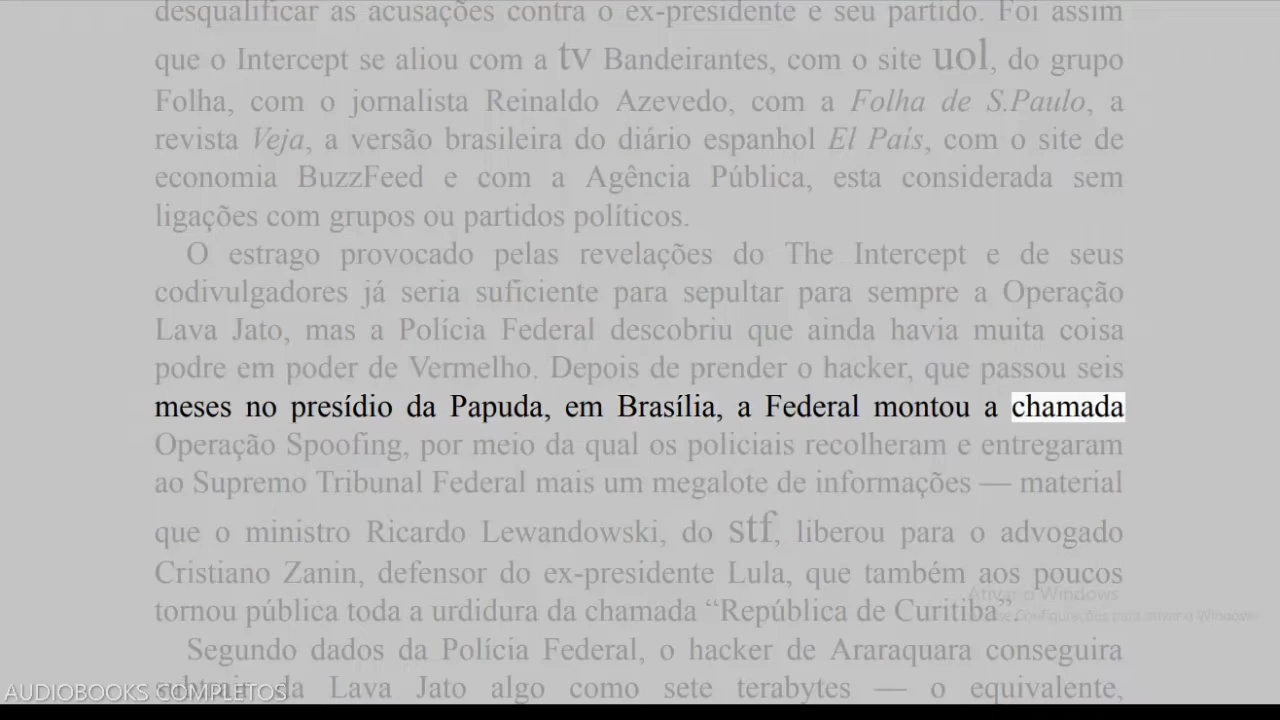 desqualificar as acusações contra o ex-presidente e seu partido. Foi assim
que o Intercept se aliou com a tv Bandeirantes, com o site uol, do grupo
Folha, com o jornalista Reinaldo Azevedo, com a Folha de S.Paulo, a
revista Veja, a versão brasileira do diário espanhol El País, com o site de
economia BuzzFeed e com a Agência Pública, esta considerada sem
ligações com grupos ou partidos políticos.
O estrago provocado pelas revelações do The Intercept e de seus
codivulgadores já seria suficiente para sepultar para sempre a Operação
Lava Jato, mas a Polícia Federal descobriu que ainda havia muita coisa
podre em poder de Vermelho. Depois de prender o hacker, que passou seis
meses no presídio da Papuda, em Brasília, a Federal montou a chamada
Operação Spoofing, por meio da qual os policiais recolheram e entregaram
ao Supremo Tribunal Federal mais um megalote de informações — material
que o ministro Ricardo Lewandowski, do stf, liberou para o advogado
Cristiano Zanin, defensor do ex-presidente Lula, que também aos poucos
Ativar o Windows
tornou pública toda a urdidura da chamada “República de Curitiba”.
Configurações para ativar o Windows.
Segundo dados da Polícia Federal, o hacker de Araraquara conseguira
da Lava Jato algo como sete terabytes — o equivalente,
AUDIOBOOKS COMPLETOS